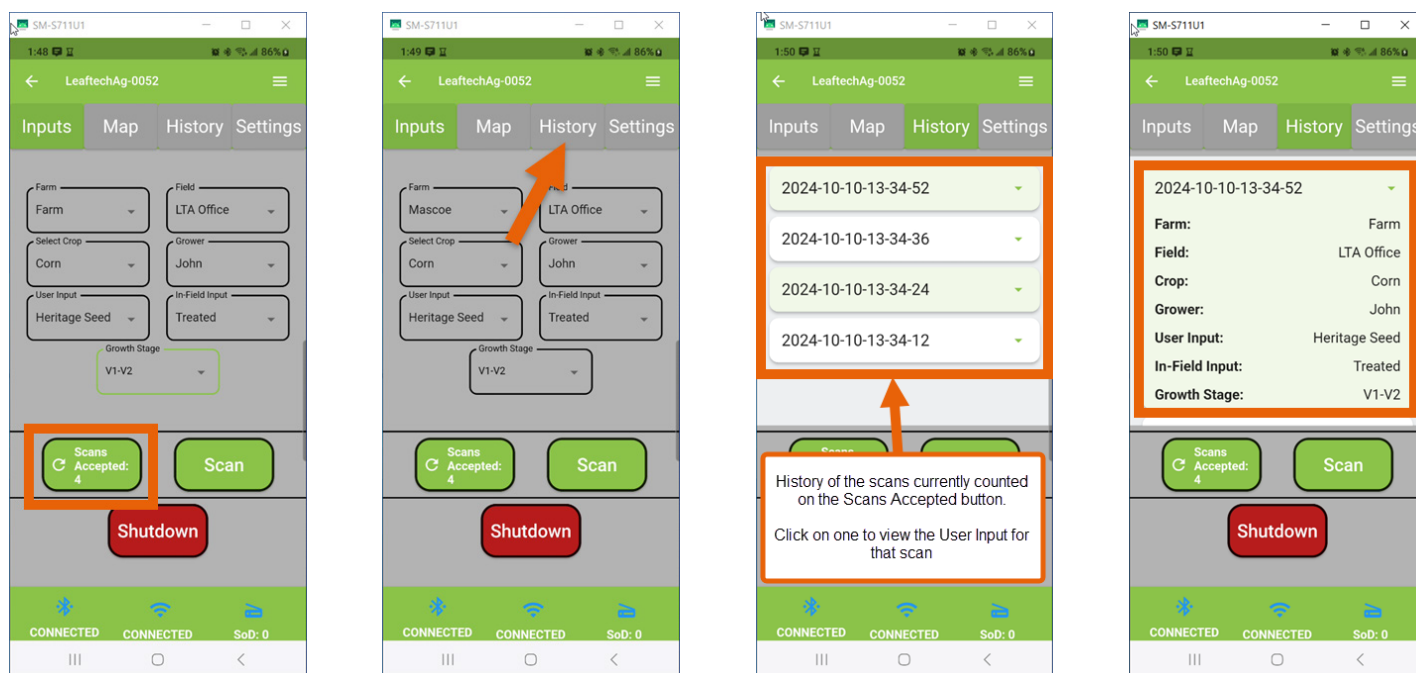 SM-S711U1
1:48
86%
LeaftechAg-0052
Inputs Map History Settings
Farm Field
Farm LTA Office
Select Crop Grower
Corn John
User Input In-Field Input
Heritage Seed Treated
Growth Stage
V1-V2
Scans
Accepted:
4
Scan
Shutdown
CONNECTED CONNECTED SoD: 0
SM-S711U1
1:49
86%
LeaftechAg-0052
Inputs Map History Settings
Farm
Mascoe LTA Office
Select Crop Grower
Corn John
User Input In-Field Input
Heritage Seed Treated
Growth Stage
V1-V2
Scans
Accepted:
4
Scan
Shutdown
CONNECTED CONNECTED SoD: 0
SM-S711U1
1:50
86%
LeaftechAg-0052
Inputs Map History Settings
2024-10-10-13-34-52
2024-10-10-13-34-36
2024-10-10-13-34-24
2024-10-10-13-34-12
History of the scans currently counted
on the Scans Accepted button.
Click on one to view the User Input for
that scan
CONNECTED CONNECTED SoD: 0
SM-S711U1
1:50
86%
LeaftechAg-0052
Inputs Map History Settings
2024-10-10-13-34-52
Farm: Farm
Field: LTA Office
Crop: Corn
Grower: John
User Input: Heritage Seed
In-Field Input: Treated
Growth Stage: V1-V2
Scans
Accepted:
4
Scan
Shutdown
CONNECTED CONNECTED SoD: 0